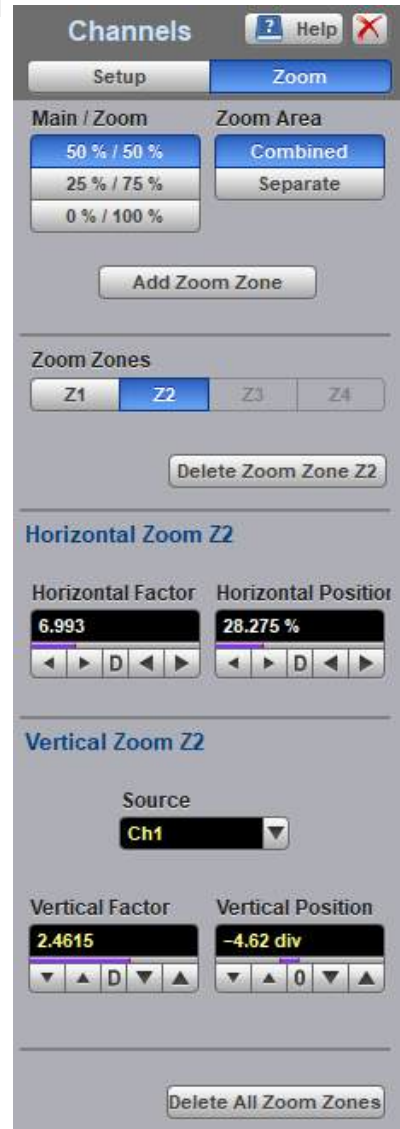 Channels Help
Setup Zoom
Main / Zoom Zoom Area
50 % / 50 % Combined
25 % / 75 % Separate
0 % / 100 %
Add Zoom Zone
Zoom Zones
Z1 Z2 Z3 Z4
Delete Zoom Zone Z2
Horizontal Zoom Z2
Horizontal Factor Horizontal Position
6.993 28.275 %
D D
Vertical Zoom Z2
Source
Ch1
Vertical Factor Vertical Position
2.4615 −4.62 div
D 0
Delete All Zoom Zones